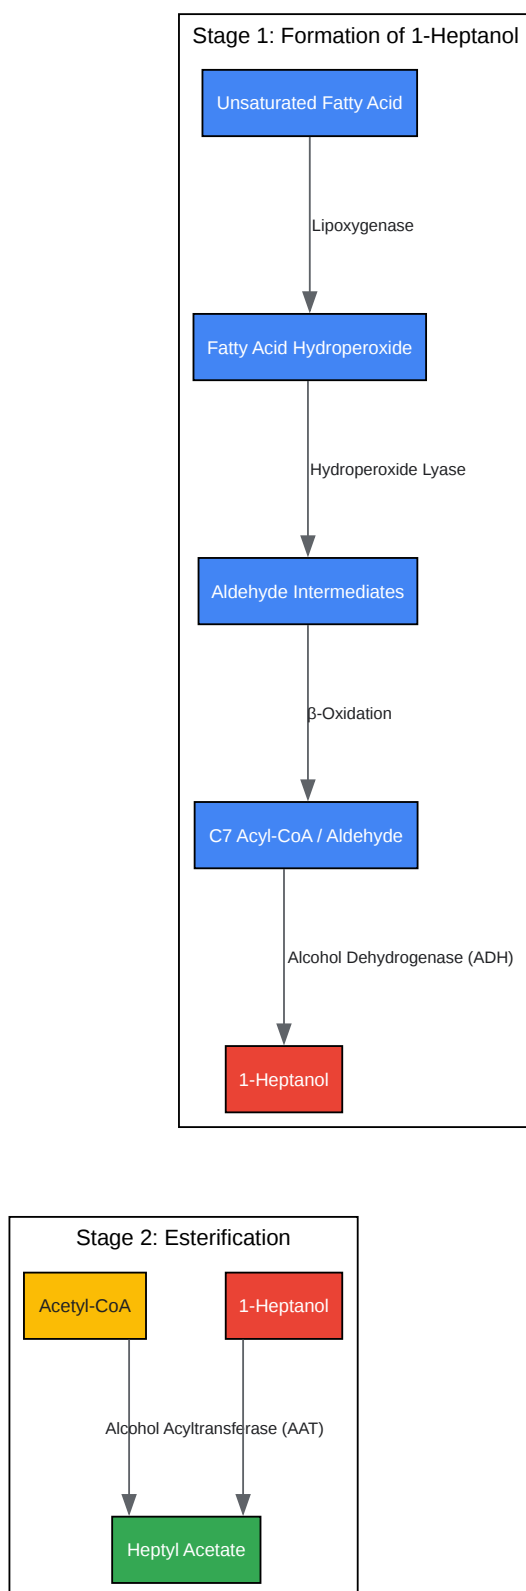 Stage 1: Formation of 1-Heptanol
Unsaturated Fatty Acid
Lipoxygenase
Fatty Acid Hydroperoxide
Hydroperoxide Lyase
Aldehyde Intermediates
β-Oxidation
C7 Acyl-CoA / Aldehyde
Alcohol Dehydrogenase (ADH)
1-Heptanol
Stage 2: Esterification
Acetyl-CoA
1-Heptanol
Alcohol Acyltransferase (AAT)
Heptyl Acetate